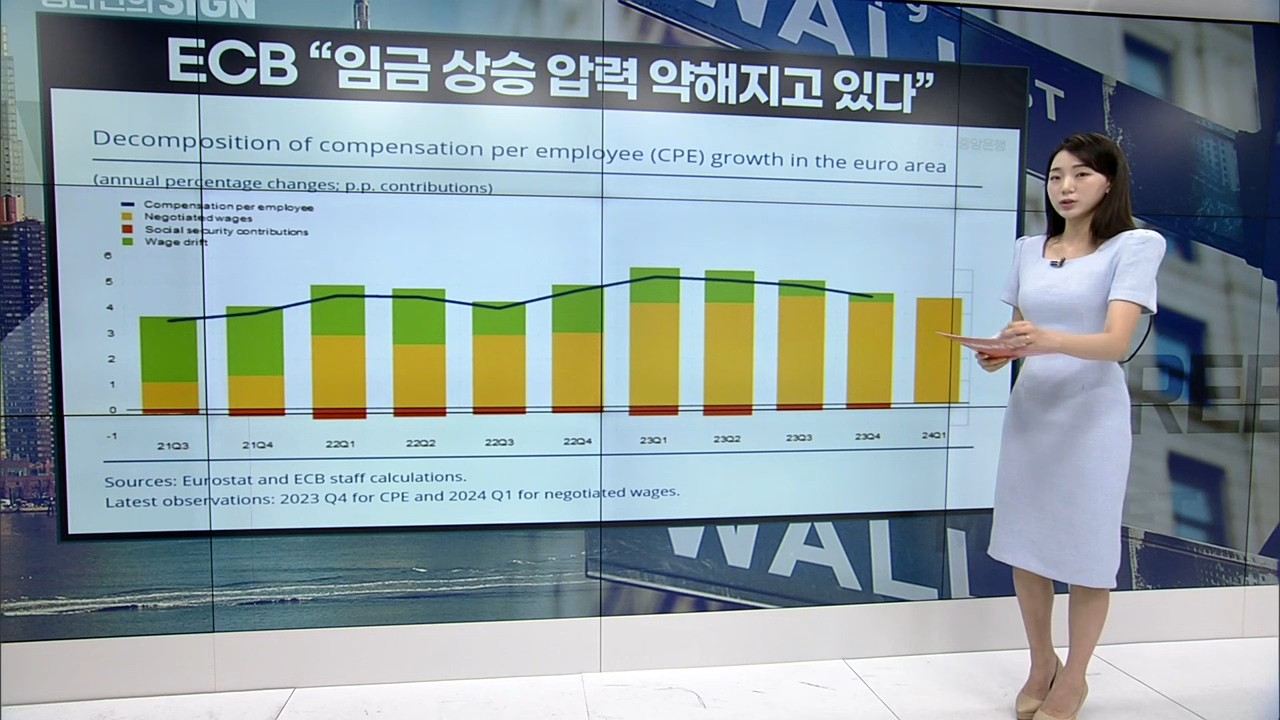 SIGN
ECB “임금 상승 압력 약해지고 있다”
Decomposition of compensation per employee (CPE) growth in the euro area
(annual percentage changes; p.p. contributions)
Compensation per employee
Negotiated wages
Social security contributions
Wage drift
6
5
4
3
2
1
0
-1
21Q3 21Q4 22Q1 22Q2 22Q3 22Q4 23Q1 23Q2 23Q3 23Q4 24Q1
Sources: Eurostat and ECB staff calculations.
Latest observations: 2023 Q4 for CPE and 2024 Q1 for negotiated wages.
WALL
ST
WALL